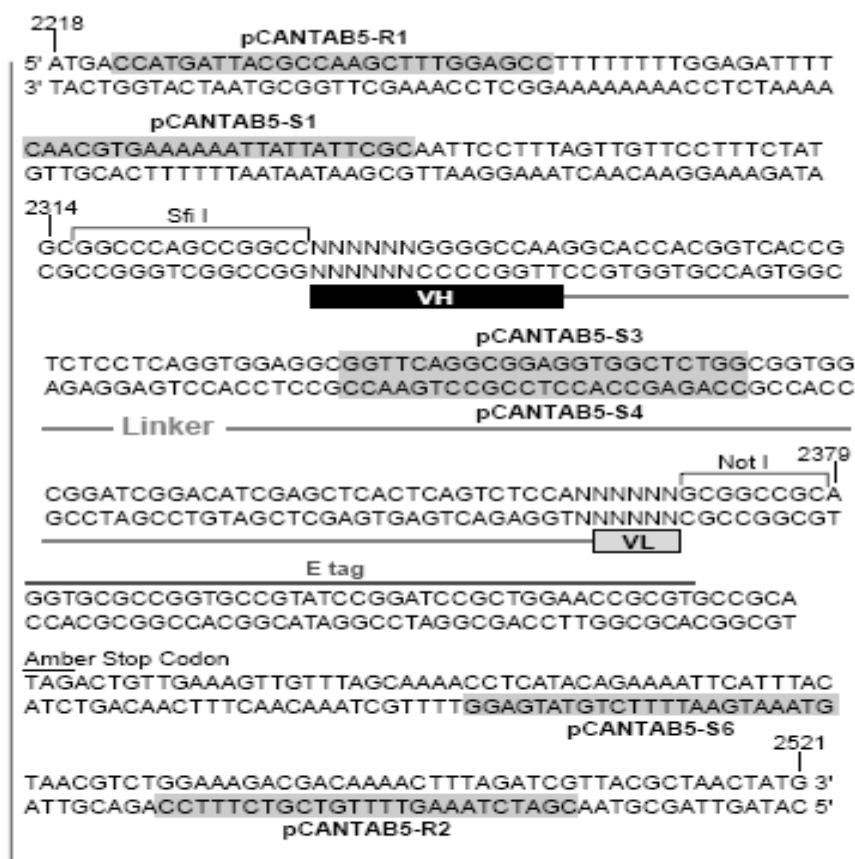 2218
pCANTAB5-R1
5' ATGACCATGATTACGCCAAGCTTTGGAGCCTTTTTTTTGGAGATTTT
3' TACTGGTACTAATGCGGTTCGAAACCTCGGAAAAAAAACCTCTAAAA
pCANTAB5-S1
CAACGTGAAAAAATTATTATTCGCAATTCCTTTAGTTGTTCCTTTCTAT
GTTGCACTTTTTTAATAATAAGCGTTAAGGAAATCAACAAGGAAAGATA
2314
Sfi I
GCGGCCCAGCCGGCCNNNNNNGGGGCCAAGGCACCACGGTCACCG
CGCCGGGTCGGCCGGNNNNNNCCCCGGTTCCGTGGTGCCAGTGGC
VH
pCANTAB5-S3
TCTCCTCAGGTGGAGGCGGTTCAGGCGGAGGTGGCTCTGGCGGTGG
AGAGGAGTCCACCTCCGCCAAGTCCGCCTCCACCGAGACCGCCACC
pCANTAB5-S4
Linker
2379
Not I
CGGATCGGACATCGAGCTCACTCAGTCTCCANNNNNNGCGGCCGCA
GCCTAGCCTGTAGCTCGAGTGAGTCAGAGGTNNNNNNCGCCGGCGT
VL
E tag
GGTGCGCCGGTGCCGTATCCGGATCCGCTGGAACCGCGTGCCGCA
CCACGCGGCCACGGCATAGGCCTAGGCGACCTTGGCGCACGGCGT
Amber Stop Codon
TAGACTGTTGAAAGTTGTTTAGCAAAACCTCATACAGAAAATTCATTTAC
ATCTGACAACTTTCAACAAATCGTTTTGGAGTATGTCTTTTAAGTAAATG
pCANTAB5-S6
2521
TAACGTCTGGAAAGACGACAAAACTTTAGATCGTTACGCTAACTATG 3'
ATTGCAGACCTTTCTGCTGTTTTGAAATCTAGCAATGCGATTGATAC 5'
pCANTAB5-R2